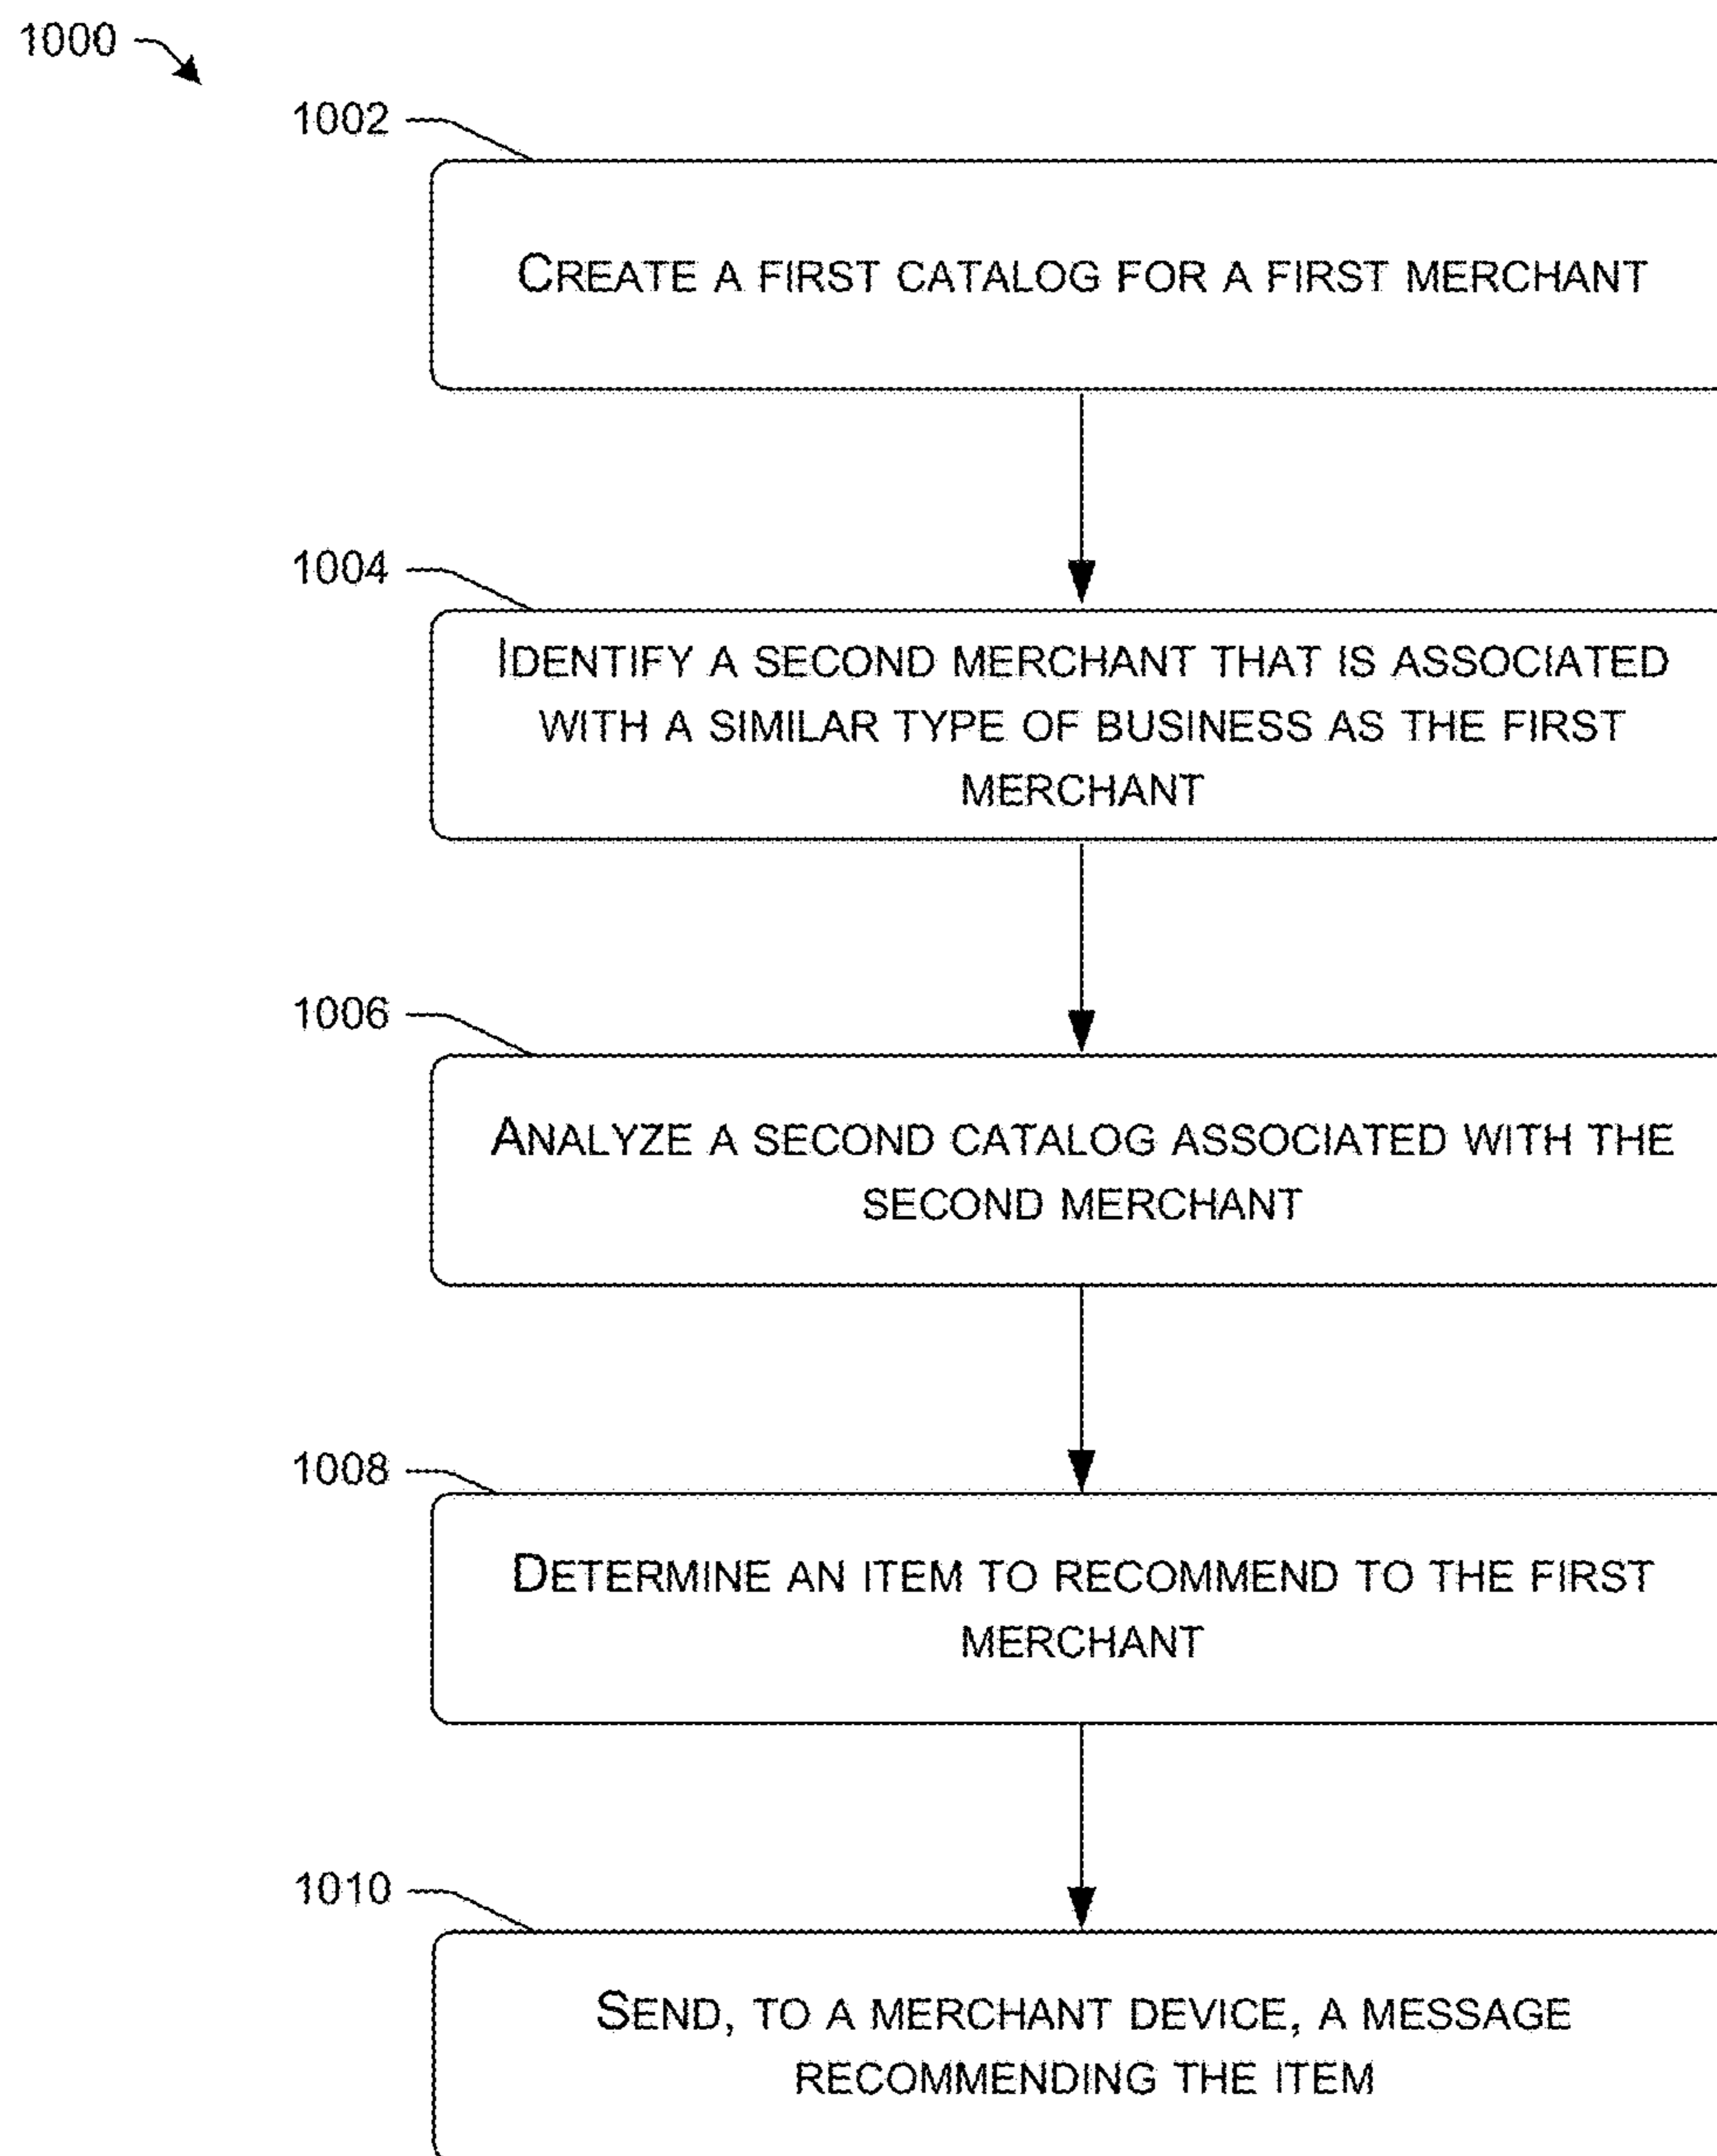 1000
1002
CREATE A FIRST CATALOG FOR A FIRST MERCHANT
1004
IDENTIFY A SECOND MERCHANT THAT IS ASSOCIATED
WITH A SIMILAR TYPE OF BUSINESS AS THE FIRST
MERCHANT
1006
ANALYZE A SECOND CATALOG ASSOCIATED WITH THE
SECOND MERCHANT
1008
DETERMINE AN ITEM TO RECOMMEND TO THE FIRST
MERCHANT
1010
SEND, TO A MERCHANT DEVICE, A MESSAGE
RECOMMENDING THE ITEM